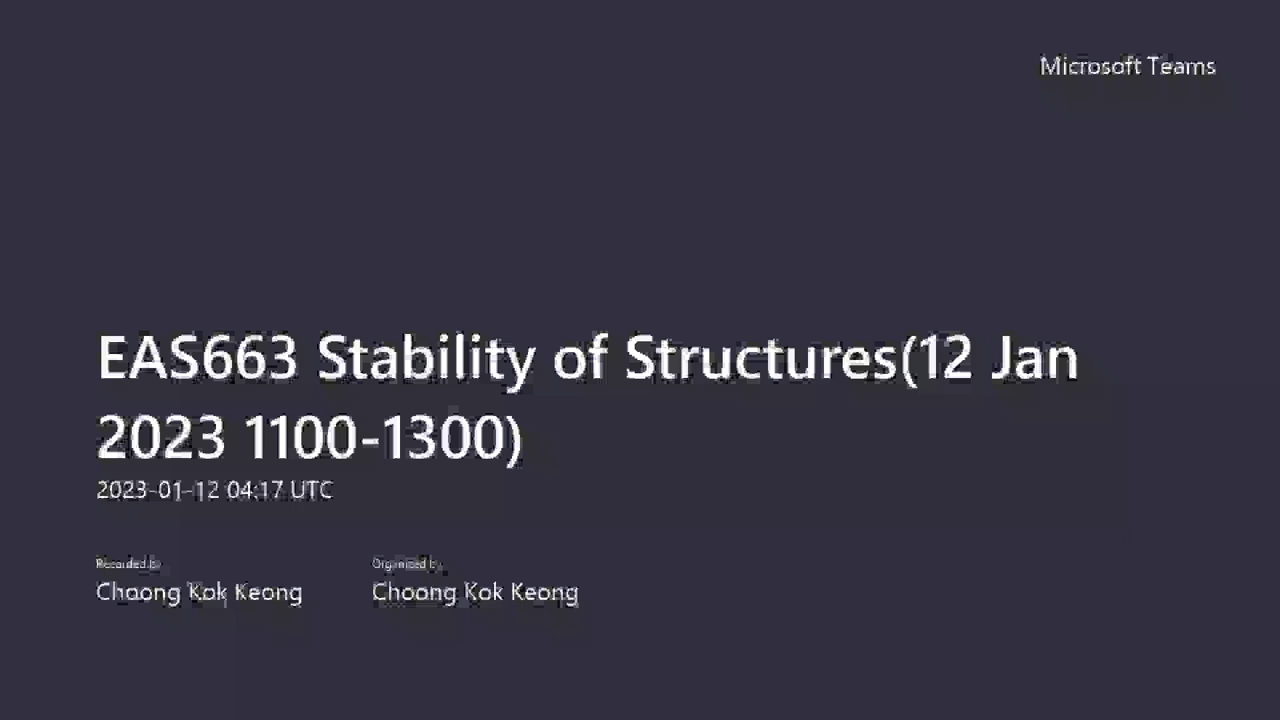 Microsoft Teams
EAS663 Stability of Structures(12 Jan
2023 1100-1300)
2023-01-12 04:17 UTC
Recorded by
Organized by
Choong Kok Keong
Choong Kok Keong